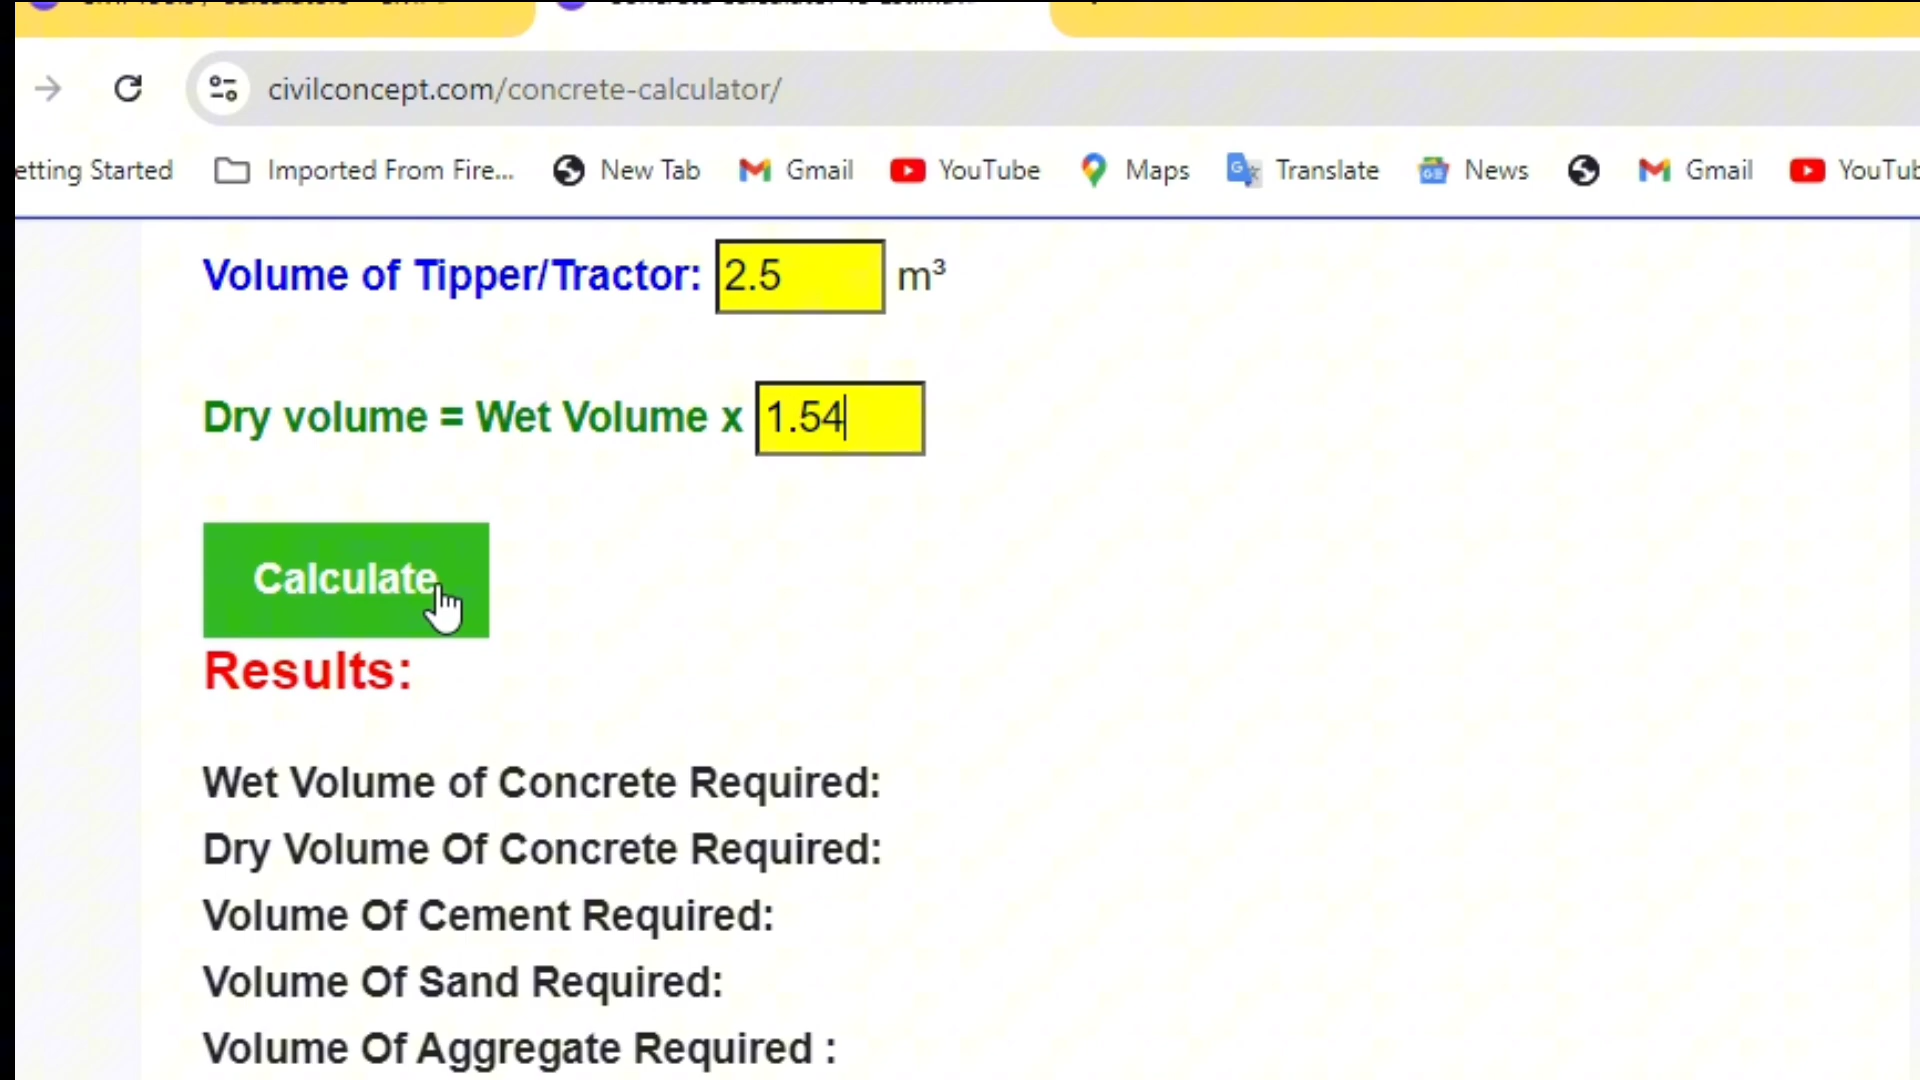 civilconcept.com/concrete-calculator/
etting Started Imported From Fire... New Tab Gmail YouTube Maps Translate News Gmail YouTub
Volume of Tipper/Tractor: 2.5 m³
Dry volume = Wet Volume x 1.54
Calculate
Results:
Wet Volume of Concrete Required:
Dry Volume Of Concrete Required:
Volume Of Cement Required:
Volume Of Sand Required:
Volume Of Aggregate Required :